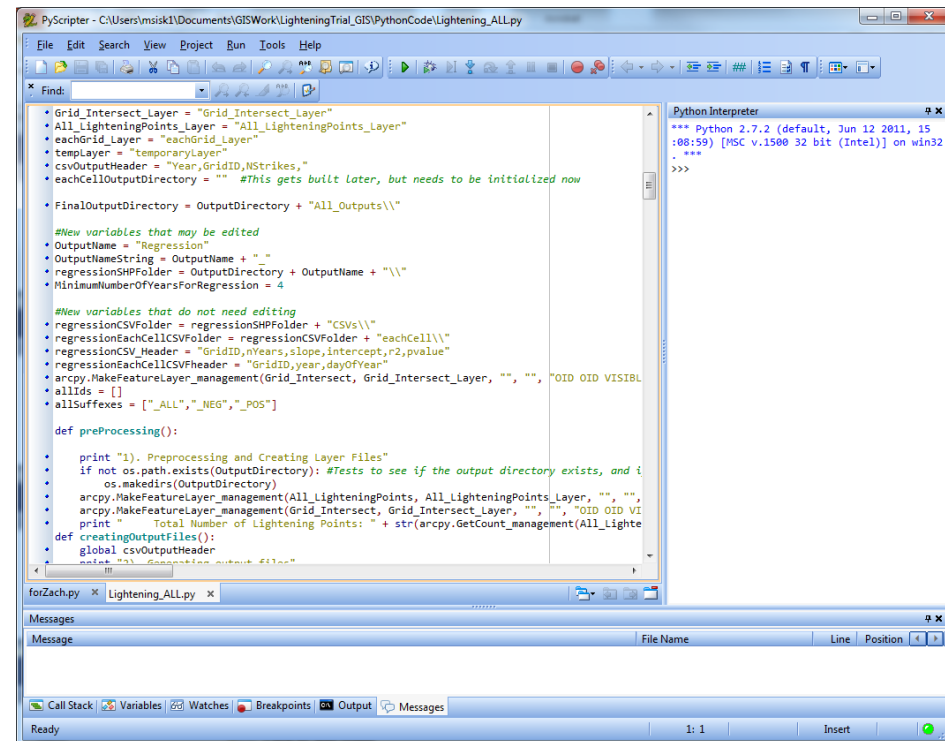 PyScripter - C:\Users\msisk1\Documents\GISWork\LighteningTrial_GIS\PythonCode\Lightening_ALL.py
File Edit Search View Project Run Tools Help
Find:
Grid_Intersect_Layer = "Grid_Intersect_Layer"
All_LighteningPoints_Layer = "All_LighteningPoints_Layer"
eachGrid_Layer = "eachGrid_Layer"
tempLayer = "temporaryLayer"
csvOutputHeader = "Year,GridID,NStrikes,"
eachCellOutputDirectory = ""  #This gets built later, but needs to be initialized now
FinalOutputDirectory = OutputDirectory + "All_Outputs\\"
#New variables that may be edited
OutputName = "Regression"
OutputNameString = OutputName + "_"
regressionSHPFolder = OutputDirectory + OutputName + "\\"
MinimumNumberOfYearsForRegression = 4
#New variables that do not need editing
regressionCSVFolder = regressionSHPFolder + "CSVs\\"
regressionEachCellCSVFolder = regressionCSVFolder + "eachCell\\"
regressionCSV_Header = "GridID,nYears,slope,intercept,r2,pvalue"
regressionEachCellCSVFheader = "GridID,year,dayOfYear"
arcpy.MakeFeatureLayer_management(Grid_Intersect, Grid_Intersect_Layer, "", "", "OID OID VISIBL
allIds = []
allSuffexes = ["_ALL","_NEG","_POS"]
def preProcessing():
print "1). Preprocessing and Creating Layer Files"
if not os.path.exists(OutputDirectory): #Tests to see if the output directory exists, and i
os.makedirs(OutputDirectory)
arcpy.MakeFeatureLayer_management(All_LighteningPoints, All_LighteningPoints_Layer, "", "",
arcpy.MakeFeatureLayer_management(Grid_Intersect, Grid_Intersect_Layer, "", "", "OID OID VI
print "     Total Number of Lightening Points: " + str(arcpy.GetCount_management(All_Lighte
def creatingOutputFiles():
global csvOutputHeader
print "2). Generating output files"
Python Interpreter
*** Python 2.7.2 (default, Jun 12 2011, 15
:08:59) [MSC v.1500 32 bit (Intel)] on win32
. ***
>>>
forZach.py Lightening_ALL.py
Messages
Message File Name Line Position
Call Stack Variables Watches Breakpoints Output Messages
Ready 1: 1 Insert